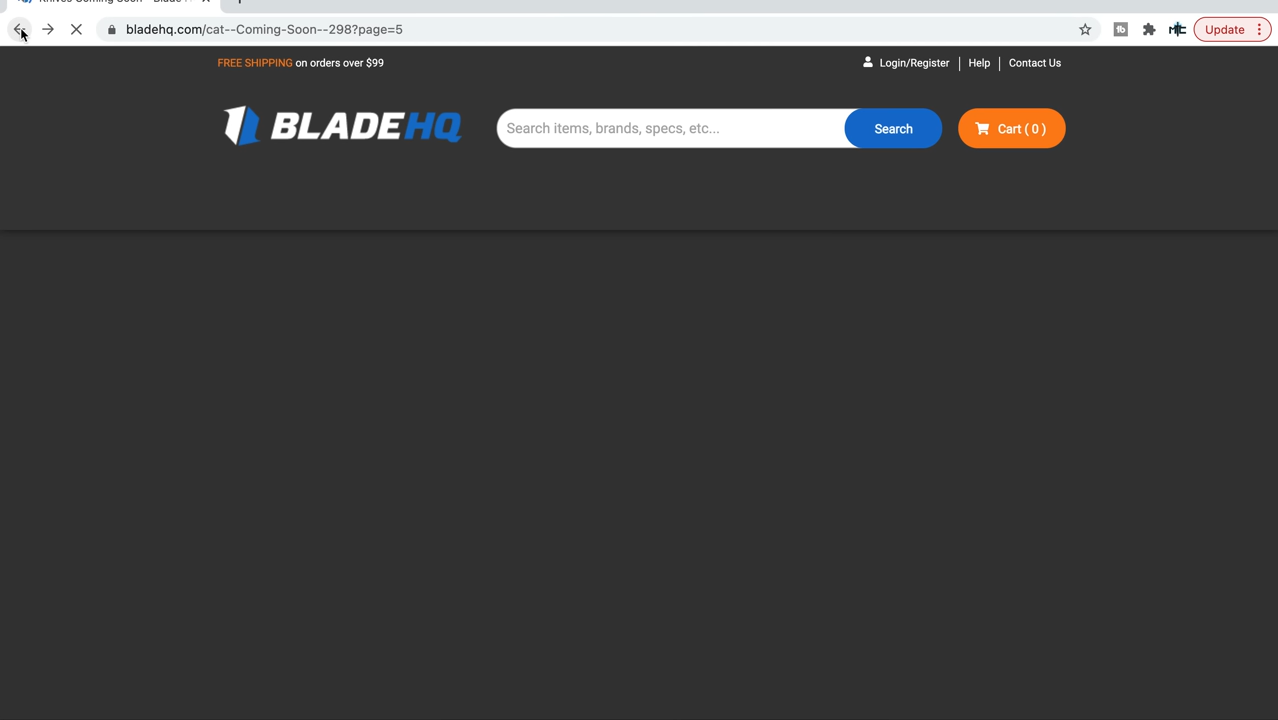 bladehq.com/cat--Coming-Soon--298?page=5
Update
FREE SHIPPING on orders over $99
Login/Register
Help
Contact Us
BLADEHQ
Search items, brands, specs, etc...
Search
Cart ( 0 )